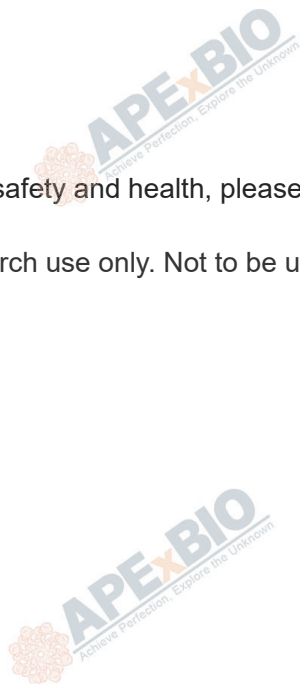 APExBIO
Achieve Perfection, Explore the Unknown
safety and health, please
rch use only. Not to be u
APExBIO
Achieve Perfection, Explore the Unknown